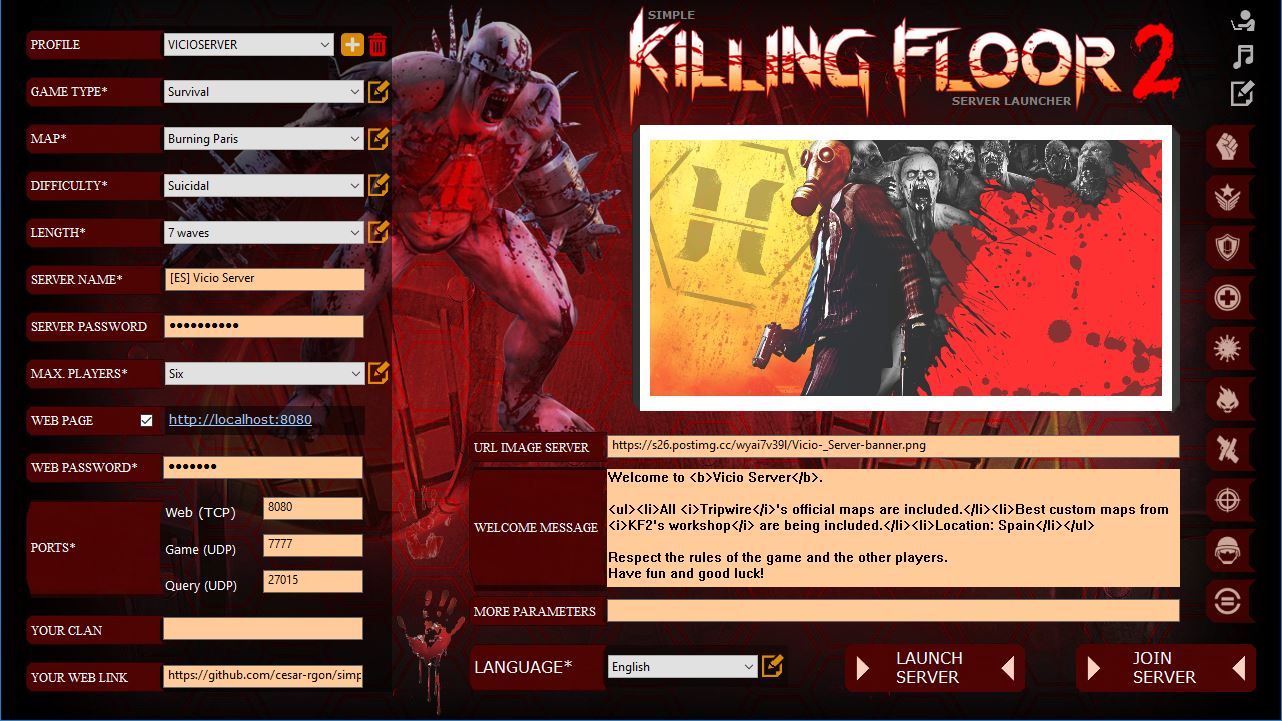 SIMPLE
KILLING FLOOR 2
SERVER LAUNCHER
PROFILE VICIOSERVER
GAME TYPE* Survival
MAP* Burning Paris
DIFFICULTY* Suicidal
LENGTH* 7 waves
SERVER NAME* [ES] Vicio Server
SERVER PASSWORD ••••••••••
MAX. PLAYERS* Six
WEB PAGE http://localhost:8080
WEB PASSWORD* •••••••
PORTS*
Web (TCP) 8080
Game (UDP) 7777
Query (UDP) 27015
YOUR CLAN
YOUR WEB LINK https://github.com/cesar-rgon/simp
URL IMAGE SERVER https://s26.postimg.cc/wyai7v39l/Vicio-_Server-banner.png
WELCOME MESSAGE
Welcome to <b>Vicio Server</b>.
<ul><li>All <i>Tripwire</i>'s official maps are included.</li><li>Best custom maps from
<i>KF2's workshop</i> are being included.</li><li>Location: Spain</li></ul>
Respect the rules of the game and the other players.
Have fun and good luck!
MORE PARAMETERS
LANGUAGE* English
LAUNCH
SERVER
JOIN
SERVER